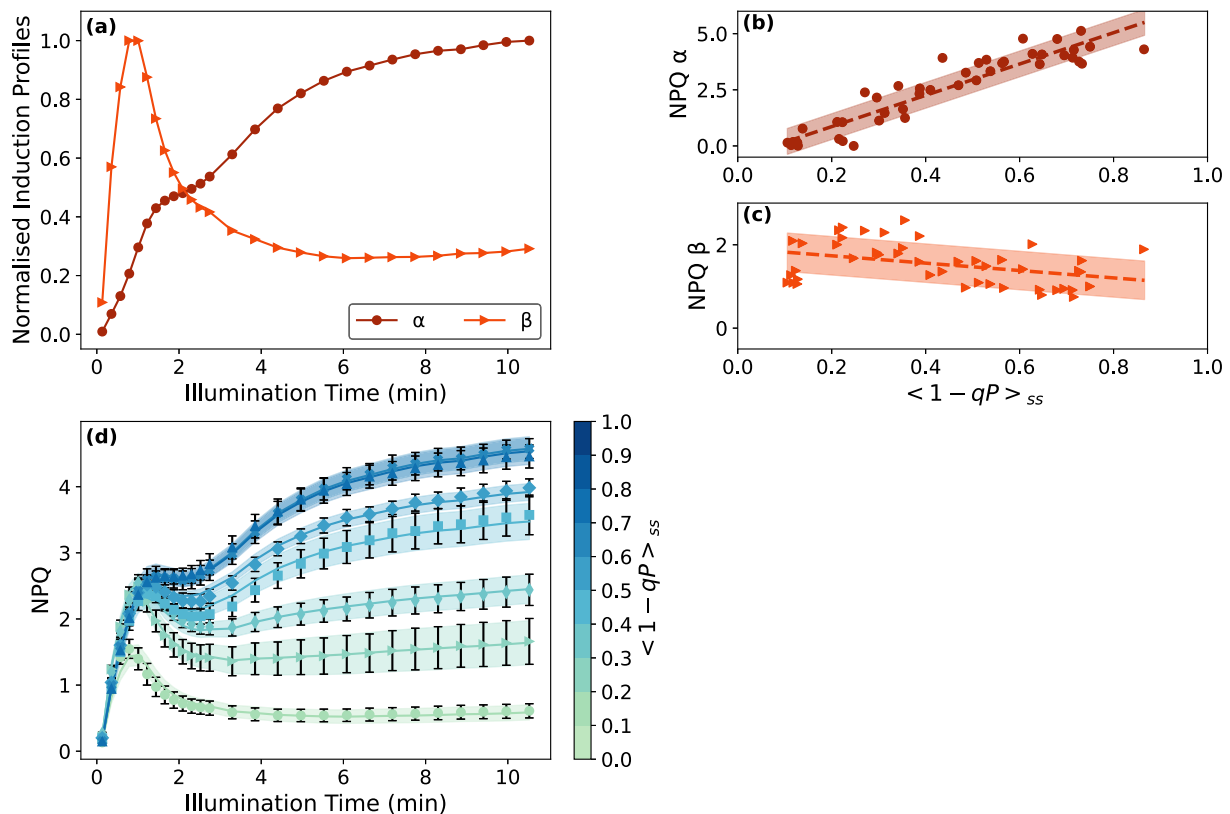 (a)
Normalised Induction Profiles
1.0
0.8
0.6
0.4
0.2
0.0
α β
0 2 4 6 8 10
Illumination Time (min)
(b)
NPQ α
5.0
2.5
0.0
0.0 0.2 0.4 0.6 0.8 1.0
(c)
NPQ β
2
0
0.0 0.2 0.4 0.6 0.8 1.0
< 1 − qP >ss
(d)
NPQ
4
3
2
1
0
0 2 4 6 8 10
Illumination Time (min)
1.0
0.9
0.8
0.7
0.6
0.5
0.4
0.3
0.2
0.1
0.0
< 1 − qP >ss